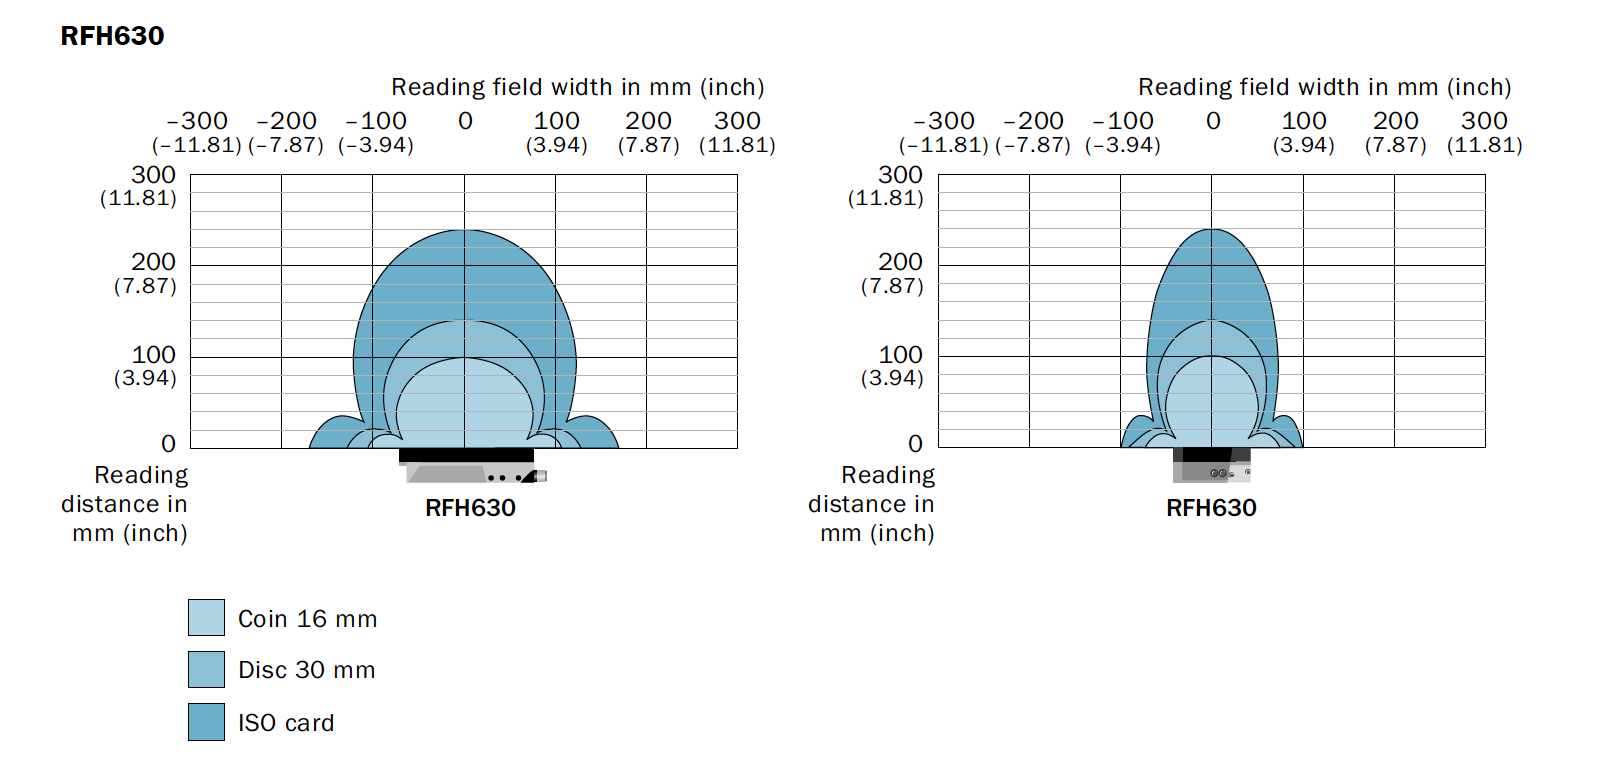 RFH630
Reading field width in mm (inch)
–300 –200 –100 0 100 200 300
(–11.81) (–7.87) (–3.94) (3.94) (7.87) (11.81)
300
(11.81)
200
(7.87)
100
(3.94)
0
Reading
distance in
mm (inch)
RFH630
Reading field width in mm (inch)
–300 –200 –100 0 100 200 300
(–11.81) (–7.87) (–3.94) (3.94) (7.87) (11.81)
300
(11.81)
200
(7.87)
100
(3.94)
0
Reading
distance in
mm (inch)
RFH630
Coin 16 mm
Disc 30 mm
ISO card